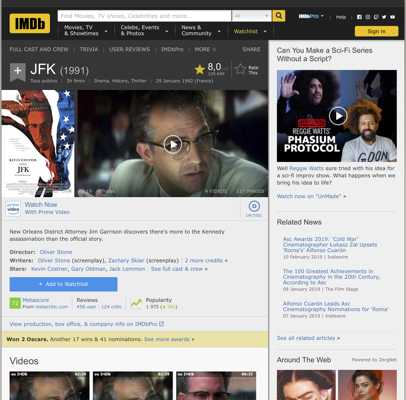 IMDb
Find Movies, TV shows, Celebrities and more...
All
Movies, TV
& Showtimes
Celebs, Events
& Photos
News &
Community
Watchlist
IMDbPro
Help
Sign in
FULL CAST AND CREW | TRIVIA | USER REVIEWS | IMDbPro | MORE
SHARE
JFK (1991)
Tous publics | 3h 9min | Drama, History, Thriller | 29 January 1992 (France)
8,0
Rate
This
KEVIN COSTNER
JFK
4 VIDEOS
217 IMAGES
prime video
Watch Now
With Prime Video
ON DISC
New Orleans District Attorney Jim Garrison discovers there's more to the Kennedy
assassination than the official story.
Director: Oliver Stone
Writers: Oliver Stone (screenplay), Zachary Sklar (screenplay) | 2 more credits »
Stars: Kevin Costner, Gary Oldman, Jack Lemmon | See full cast & crew »
+ Add to Watchlist
72
Metascore
From metacritic.com
Reviews
458 user | 124 critic
Popularity
View production, box office, & company info on IMDbPro
Won 2 Oscars. Another 17 wins & 41 nominations. See more awards »
Videos
Can You Make a Sci-Fi Series
Without a Script?
REGGIE WATTS'
PHASIUM
PROTOCOL
Well Reggie Watts sure tried with his idea for
a sci-fi improv show. What happens when we
bring his idea to life?
Watch now on "UnMade" »
Related News
Asc Awards 2019: 'Cold War'
Cinematographer Łukasz Żal Upsets
'Roma's' Alfonso Cuarón
10 February 2019 | Indiewire
The 100 Greatest Achievements in
Cinematography in the 20th Century,
According to Asc
09 January 2019 | The Film Stage
Alfonso Cuarón Leads Asc
Cinematography Nominations for 'Roma'
07 January 2019 | Indiewire
See all related articles »
Around The Web
Powered by ZergNet